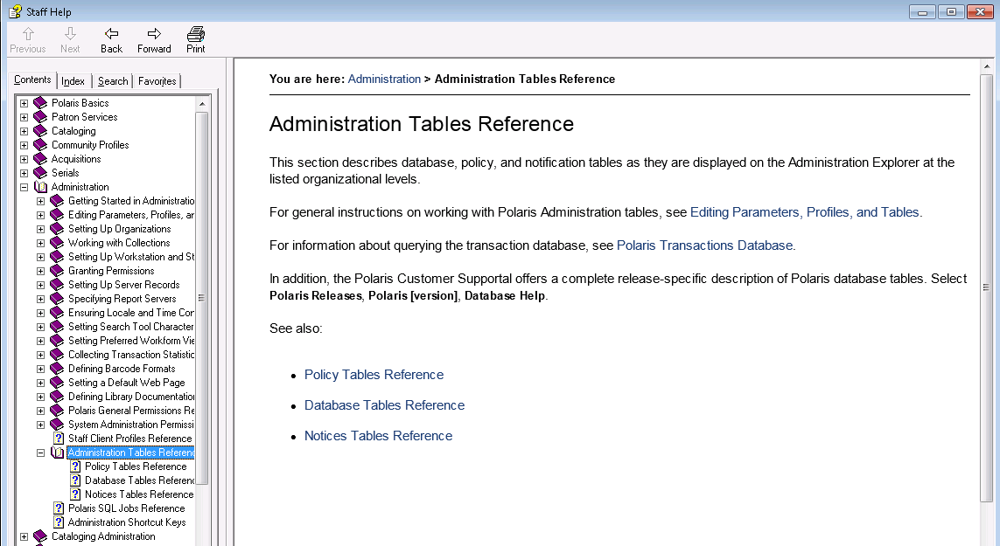 Staff Help
Previous Next Back Forward Print
Contents Index Search Favorites
Polaris Basics
Patron Services
Cataloging
Community Profiles
Acquisitions
Serials
Administration
Getting Started in Administratio
Editing Parameters, Profiles, ar
Setting Up Organizations
Working with Collections
Setting Up Workstation and St
Granting Permissions
Setting Up Server Records
Specifying Report Servers
Ensuring Locale and Time Cor
Setting Search Tool Character
Setting Preferred Workform Vie
Collecting Transaction Statistic
Defining Barcode Formats
Setting a Default Web Page
Defining Library Documentation
Polaris General Permissions Re
System Administration Permissi
Staff Client Profiles Reference
Administration Tables Referenc
Policy Tables Reference
Database Tables Referenc
Notices Tables Reference
Polaris SQL Jobs Reference
Administration Shortcut Keys
Cataloging Administration
You are here: Administration > Administration Tables Reference
Administration Tables Reference
This section describes database, policy, and notification tables as they are displayed on the Administration Explorer at the
listed organizational levels.
For general instructions on working with Polaris Administration tables, see Editing Parameters, Profiles, and Tables.
For information about querying the transaction database, see Polaris Transactions Database.
In addition, the Polaris Customer Supportal offers a complete release-specific description of Polaris database tables. Select
Polaris Releases, Polaris [version], Database Help.
See also:
• Policy Tables Reference
• Database Tables Reference
• Notices Tables Reference